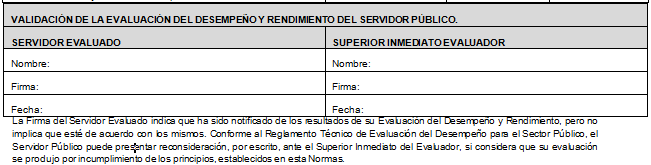 VALIDACIÓN DE LA EVALUACIÓN DEL DESEMPEÑO Y RENDIMIENTO DEL SERVIDOR PÚBLICO.
SERVIDOR EVALUADO SUPERIOR INMEDIATO EVALUADOR
Nombre: Nombre:
Firma: Firma:
Fecha: Fecha:
La Firma del Servidor Evaluado indica que ha sido notificado de los resultados de su Evaluación del Desempeño y Rendimiento, pero no
implica que esté de acuerdo con los mismos. Conforme al Reglamento Técnico de Evaluación del Desempeño para el Sector Público, el
Servidor Público puede presentar reconsideración, por escrito, ante el Superior Inmediato del Evaluador, si considera que su evaluación
se produjo por incumplimiento de los principios, establecidos en esta Normas.